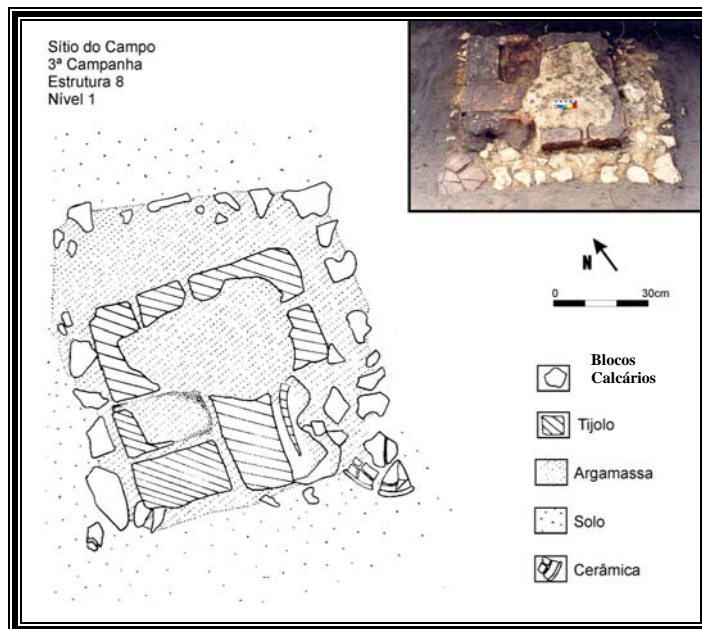 Sítio do Campo
3ª Campanha
Estrutura 8
Nível 1
N
0 30cm
Blocos
Calcários
Tijolo
Argamassa
Solo
Cerâmica